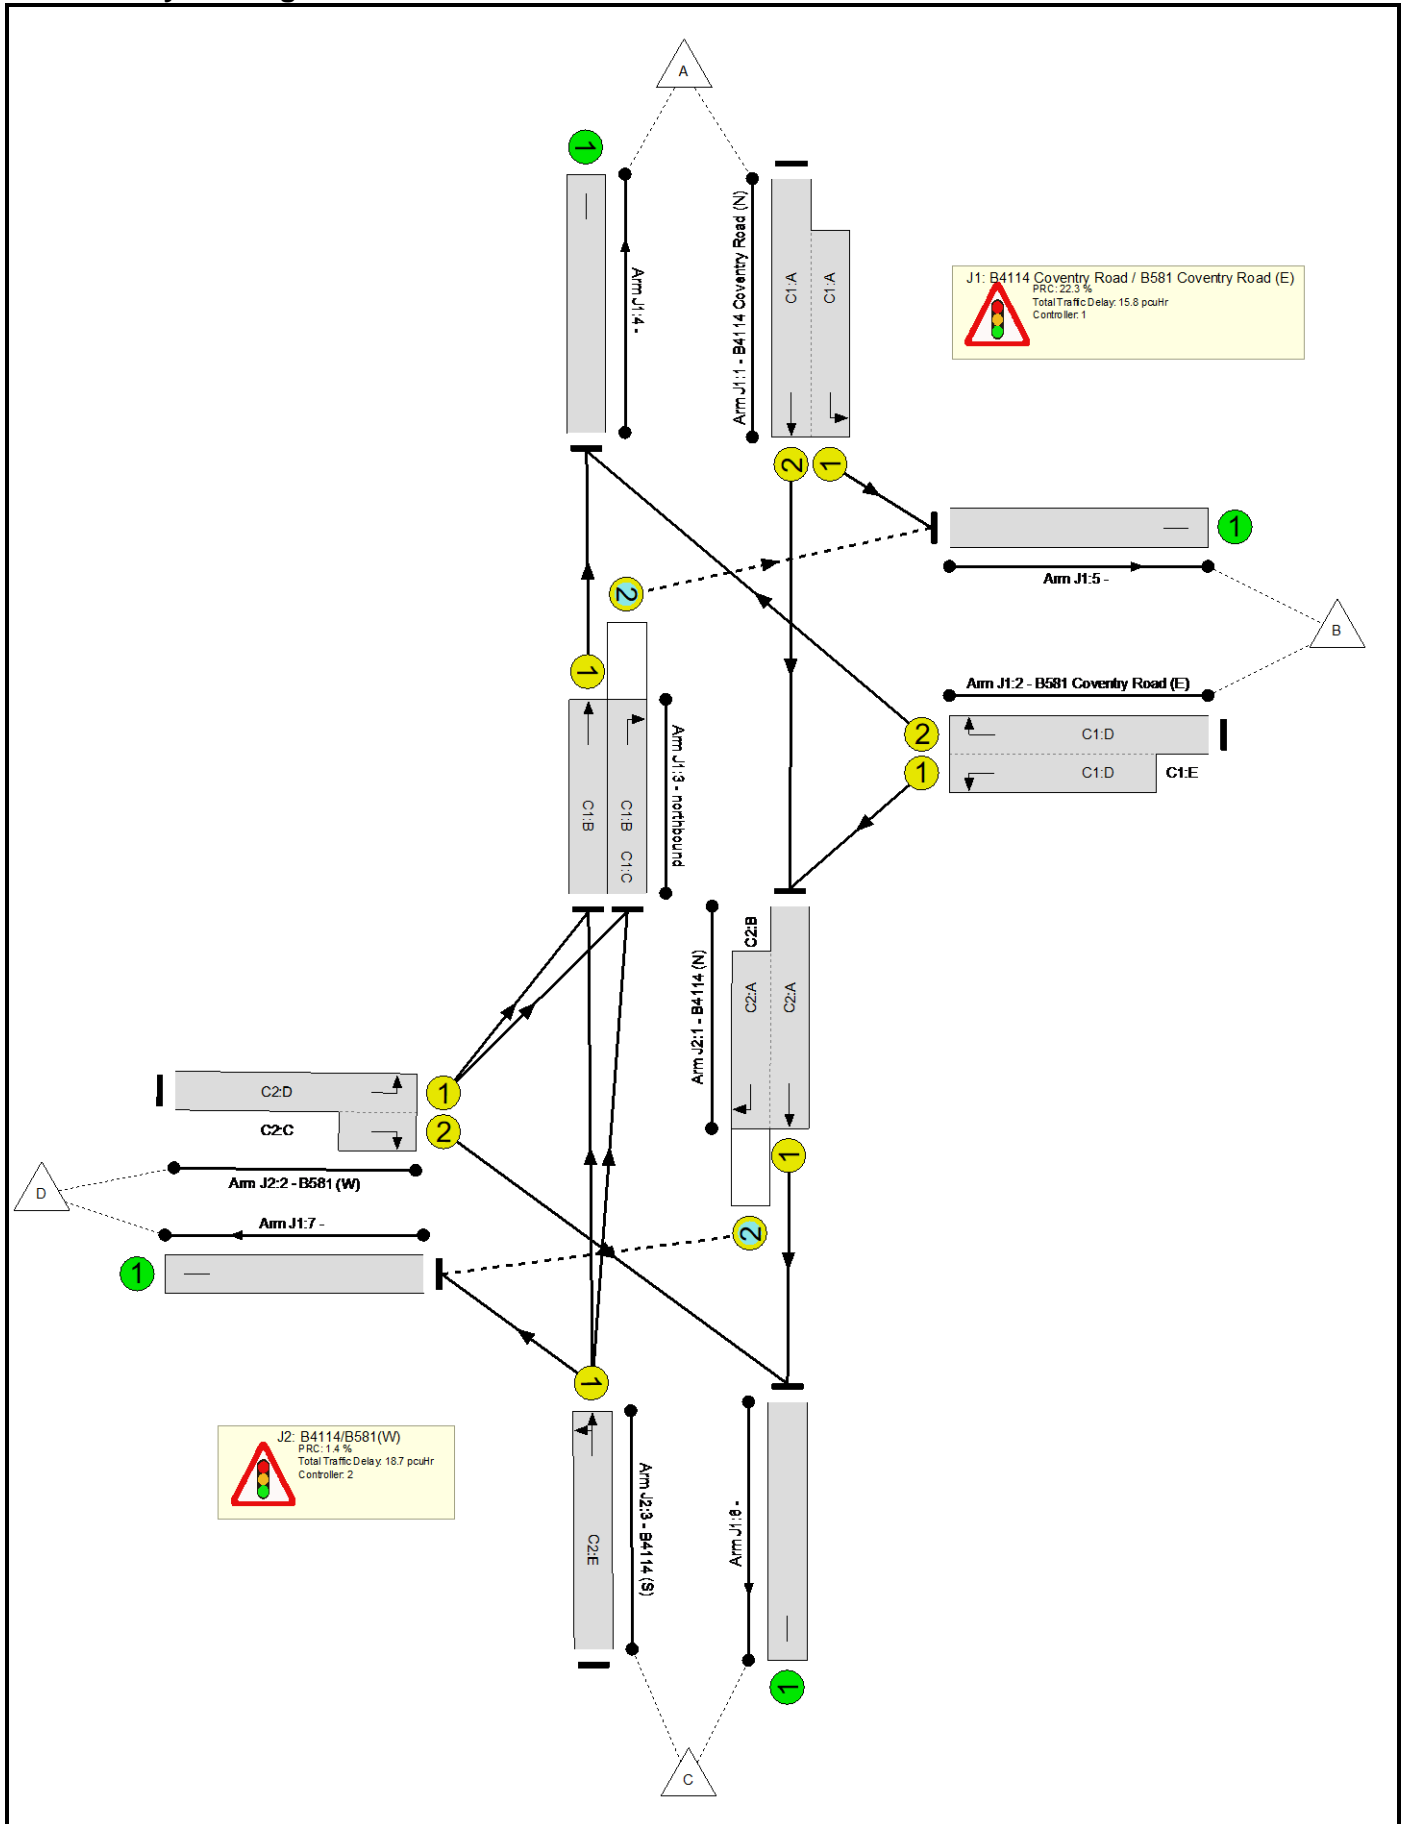 A
1
Arm J1:4 -
Arm J1:1 - B4114 Coventry Road (N)
C1:A
C1:A
J1: B4114 Coventry Road / B581 Coventry Road (E)
PRC: 22.3 %
Total Traffic Delay: 15.8 pcuHr
Controller: 1
2
1
1
Arm J1:5 -
2
B
1
Arm J1:2 - B581 Coventry Road (E)
2
C1:D
1
C1:D
C1:E
Arm J1:3 - northbound
C1:B
C1:B
C1:C
C2:B
Arm J2:1 - B4114 (N)
C2:A
C2:A
C2:D
1
C2:C
2
1
D
Arm J2:2 - B581 (W)
Arm J1:7 -
2
1
1
J2: B4114/B581(W)
PRC: 1.4 %
Total Traffic Delay: 18.7 pcuHr
Controller: 2
Arm J2:3 - B4114 (S)
C2:E
Arm J1:6 -
1
C